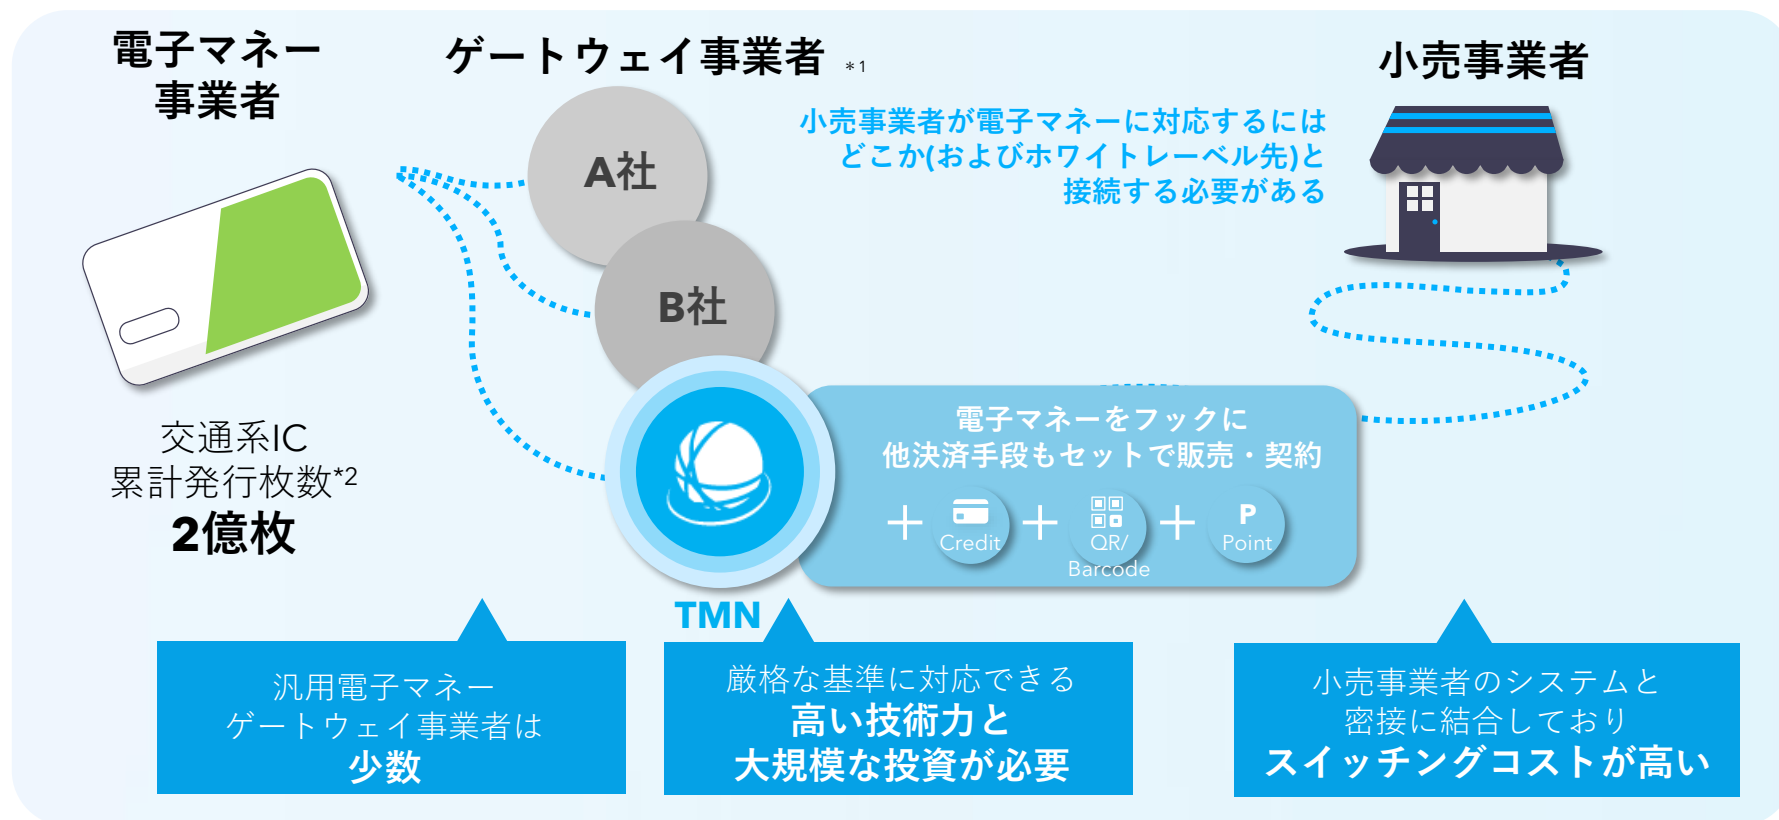 電子マネー
事業者
ゲートウェイ事業者 *1
小売事業者
小売事業者が電子マネーに対応するには
どこか(およびホワイトレーベル先)と
接続する必要がある
A社
B社
交通系IC
累計発行枚数*2
2億枚
電子マネーをフックに
他決済手段もセットで販売・契約
+ Credit + QR/ + P Point
Barcode
TMN
汎用電子マネー
ゲートウェイ事業者は
少数
厳格な基準に対応できる
高い技術力と
大規模な投資が必要
小売事業者のシステムと
密接に結合しており
スイッチングコストが高い